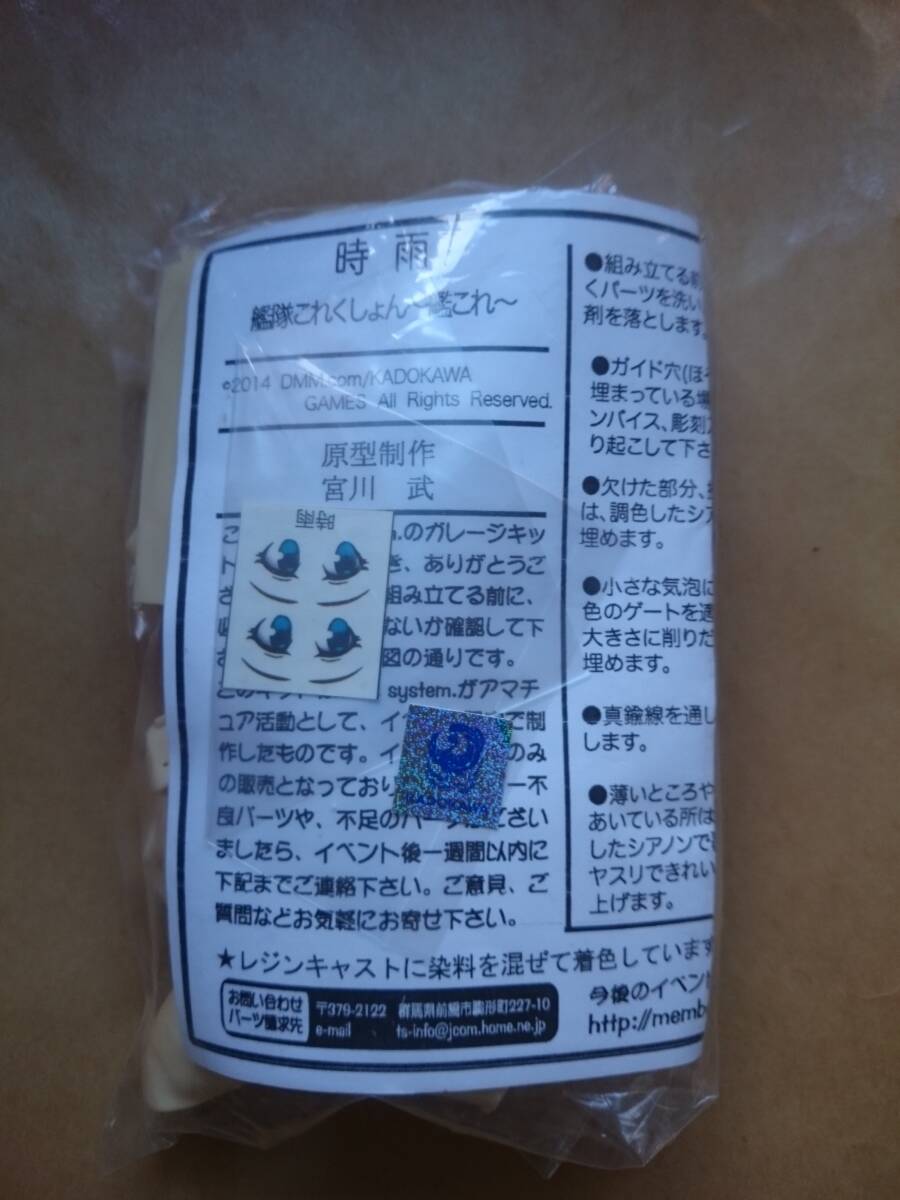 時雨
艦隊これくしょん～艦これ～
©2014 DMM.com/KADOKAWA
GAMES All Rights Reserved.
原型制作
宮川 武
時雨
のガレージキッ
ト き、ありがとうご
組み立てる前に、
ないか確認して下
図の通りです。
system.がアマチ
ュア活動として、イ で制
作したものです。イ のみ
の販売となっており 一不
良パーツや、不足のパーツ ござい
ましたら、イベント後一週間以内に
下記までご連絡下さい。ご意見、ご
質問などお気軽にお寄せ下さい。
●組み立てる前
くパーツを洗い
剤を落とします。
●ガイド穴(ほぞ
埋まっている場
ンバイス、彫刻刀
り起こして下さ
●欠けた部分、
は、調色したシア
埋めます。
●小さな気泡に
色のゲートを適
大きさに削りだ
埋めます。
●真鍮線を通し
します。
●薄いところや
あいている所は
したシアノンで
ヤスリできれい
上げます。
★レジンキャストに染料を混ぜて着色しています
お問い合わせ
パーツ請求先
〒379-2122 群馬県前橋市駒形町227-10
e-mail ts-info@jcom.home.ne.jp
今後のイベント
http://memb